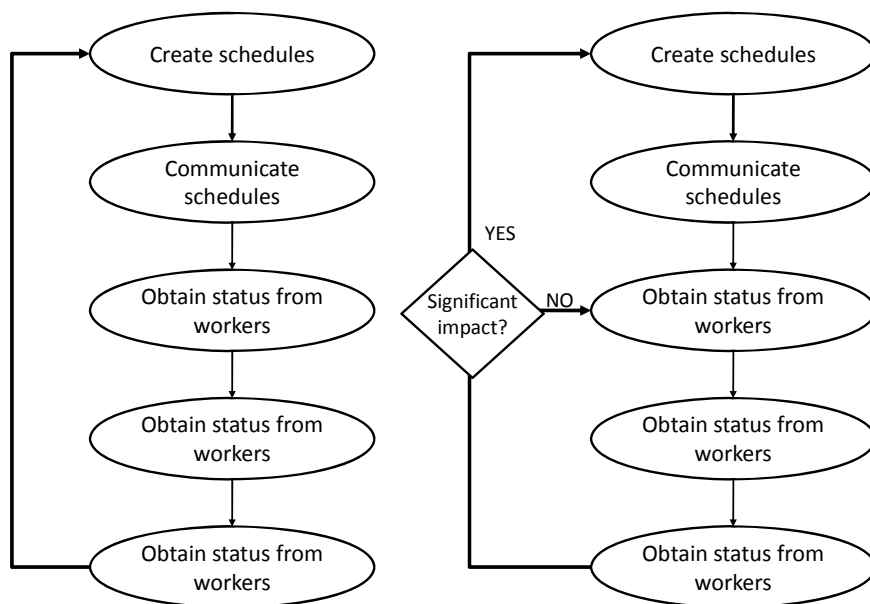 Create schedules
Communicate
schedules
Obtain status from
workers
Obtain status from
workers
Obtain status from
workers
Create schedules
Communicate
schedules
YES
Significant
impact?
NO
Obtain status from
workers
Obtain status from
workers
Obtain status from
workers